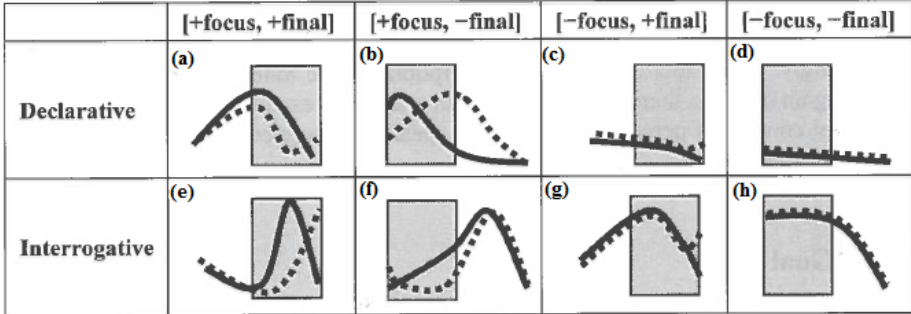 [+focus, +final] [+focus, −final] [−focus, +final] [−focus, −final]
Declarative (a) (b) (c) (d)
Interrogative (e) (f) (g) (h)